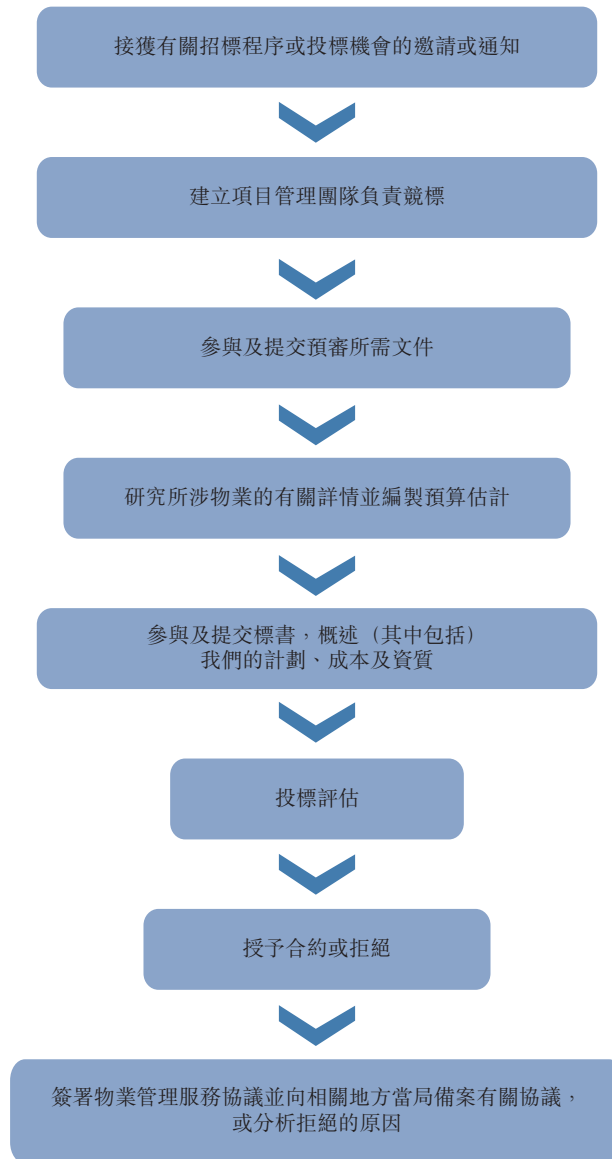 接獲有關招標程序或投標機會的邀請或通知
建立項目管理團隊負責競標
參與及提交預審所需文件
研究所涉物業的有關詳情並編製預算估計
參與及提交標書，概述（其中包括）
我們的計劃、成本及資質
投標評估
授予合約或拒絕
簽署物業管理服務協議並向相關地方當局備案有關協議，
或分析拒絕的原因